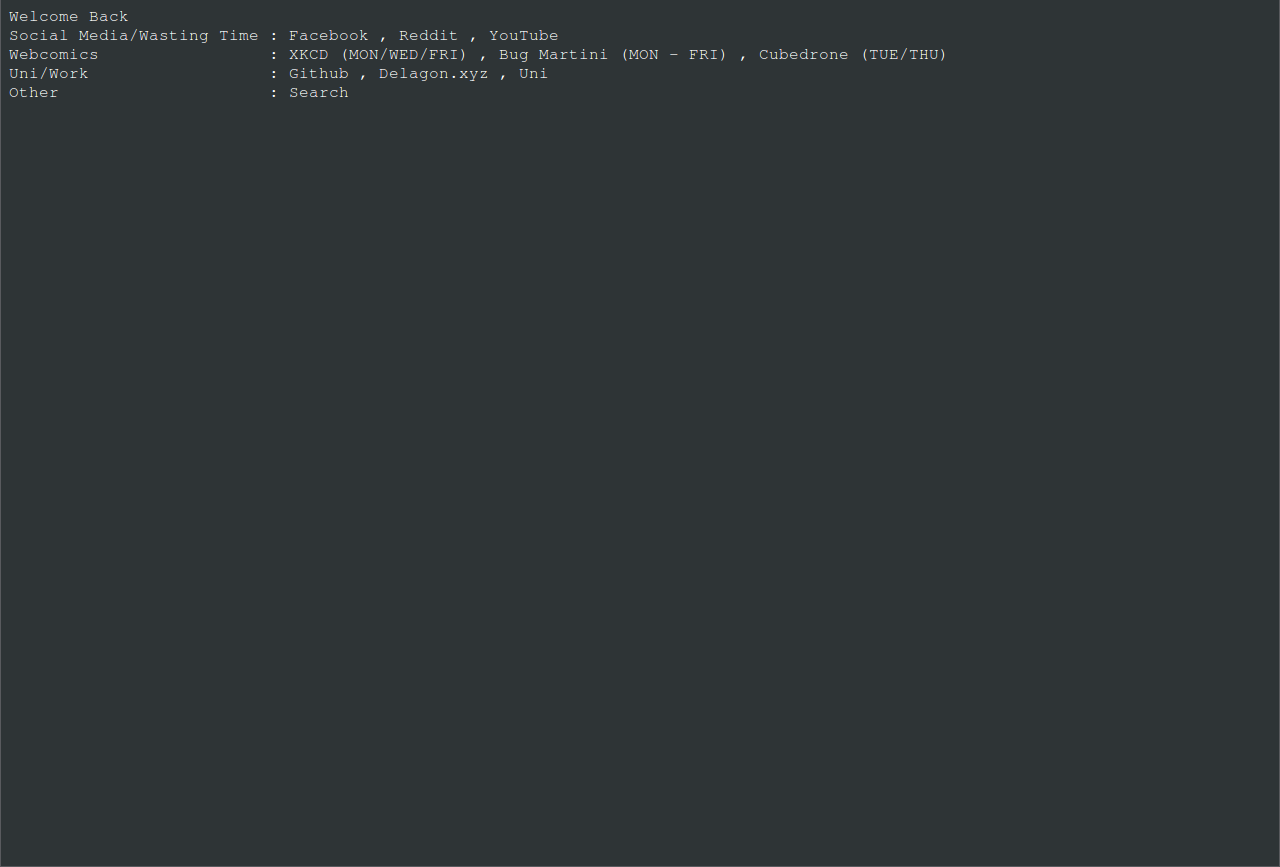 Welcome Back
Social Media/Wasting Time : Facebook , Reddit , YouTube
Webcomics                 : XKCD (MON/WED/FRI) , Bug Martini (MON - FRI) , Cubedrone (TUE/THU)
Uni/Work                  : Github , Delagon.xyz , Uni
Other                     : Search